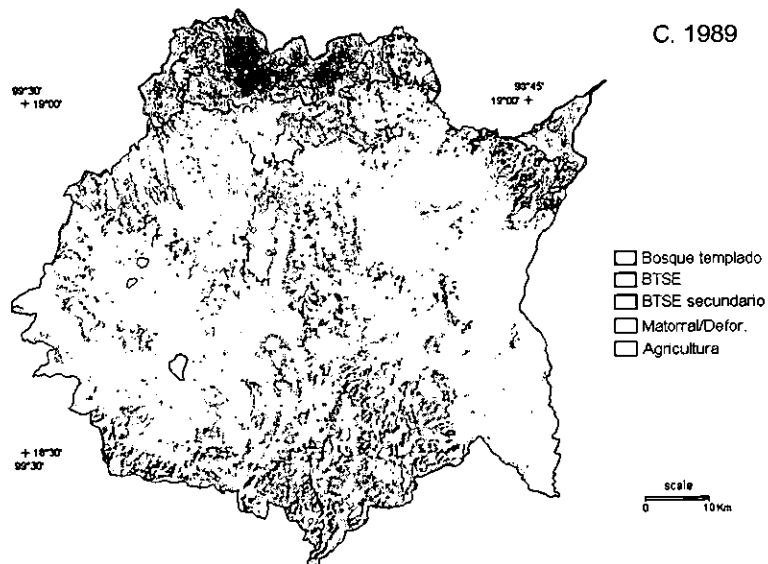 C. 1989
99°30'
+ 19°00'
93°45'
19°00' +
Bosque templado
BTSE
BTSE secundario
Matorral/Defor.
Agricultura
+ 18°30'
99°30'
scale
0 10Km